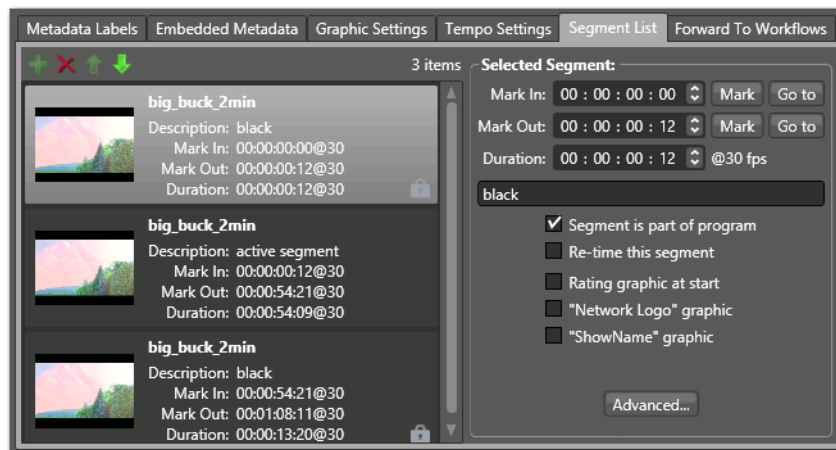 Metadata Labels Embedded Metadata Graphic Settings Tempo Settings Segment List Forward To Workflows
3 items
big_buck_2min
Description: black
Mark In: 00:00:00:00@30
Mark Out: 00:00:00:12@30
Duration: 00:00:00:12@30
big_buck_2min
Description: active segment
Mark In: 00:00:00:12@30
Mark Out: 00:00:54:21@30
Duration: 00:00:54:09@30
big_buck_2min
Description: black
Mark In: 00:00:54:21@30
Mark Out: 00:01:08:11@30
Duration: 00:00:13:20@30
Selected Segment:
Mark In: 00 : 00 : 00 : 00 Mark Go to
Mark Out: 00 : 00 : 00 : 12 Mark Go to
Duration: 00 : 00 : 00 : 12 @30 fps
black
Segment is part of program
Re-time this segment
Rating graphic at start
"Network Logo" graphic
"ShowName" graphic
Advanced...